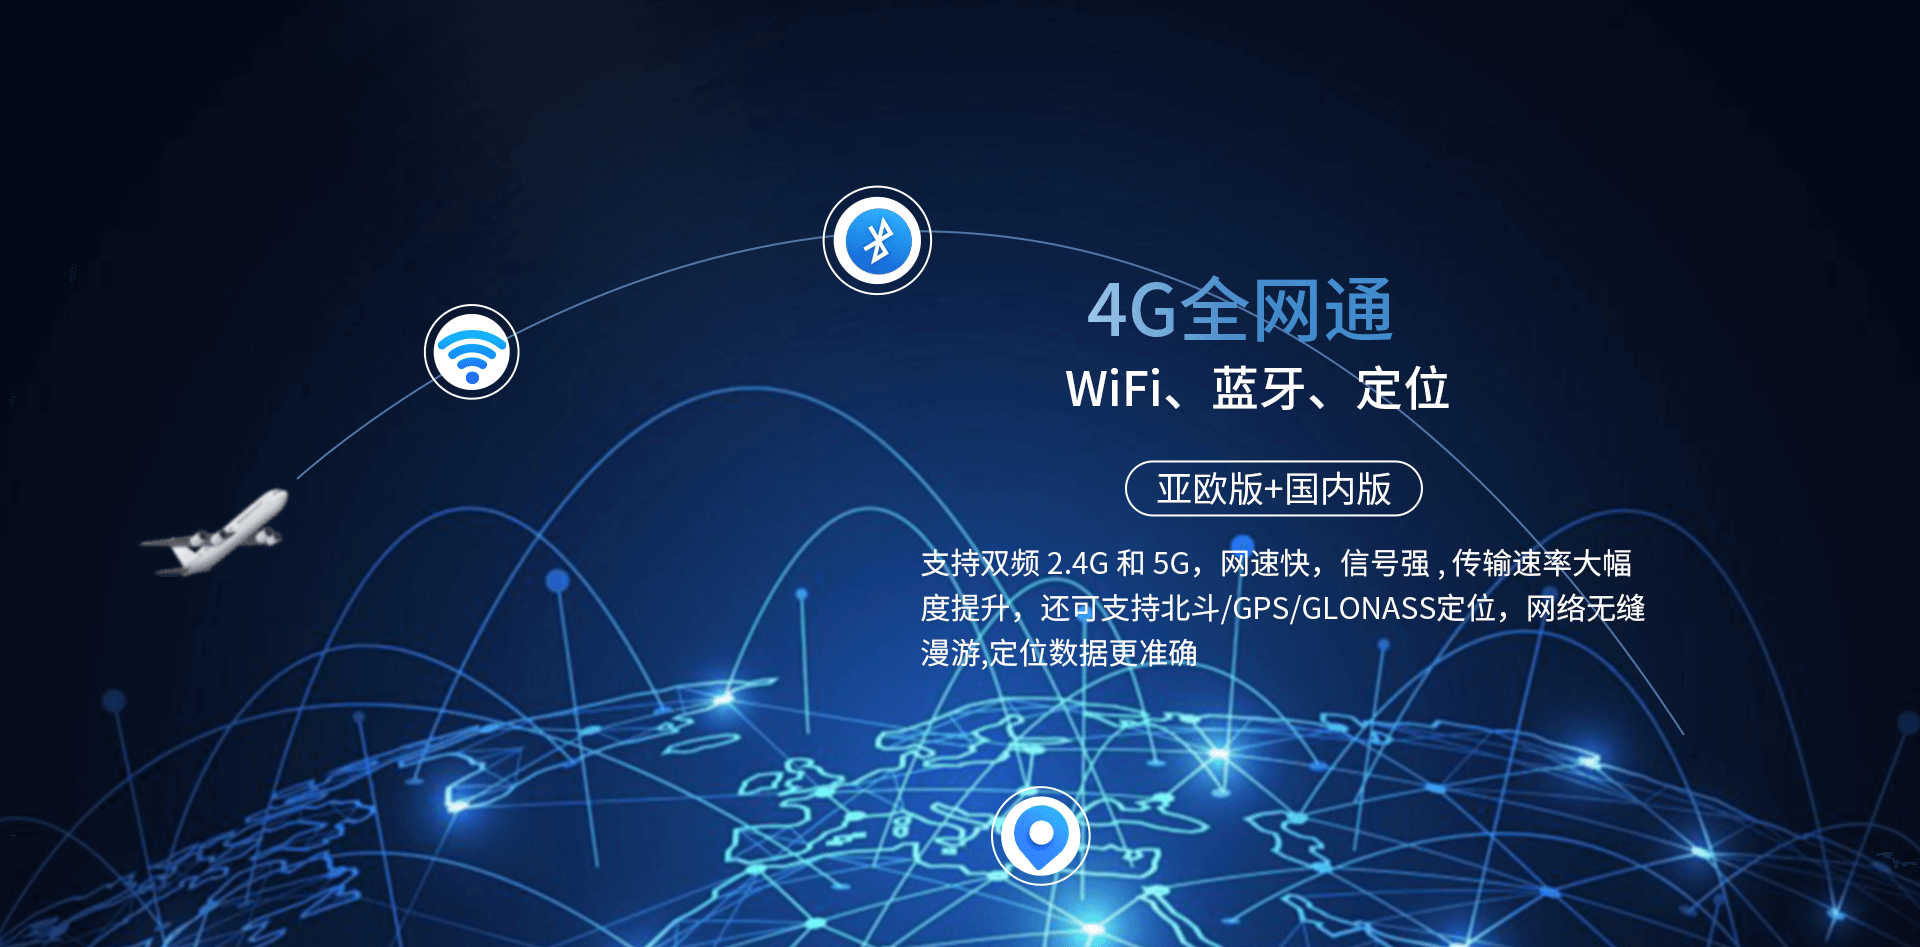 4G全网通
WiFi、蓝牙、定位
亚欧版+国内版
支持双频 2.4G 和 5G，网速快，信号强 , 传输速率大幅
度提升，还可支持北斗/GPS/GLONASS定位，网络无缝
漫游,定位数据更准确